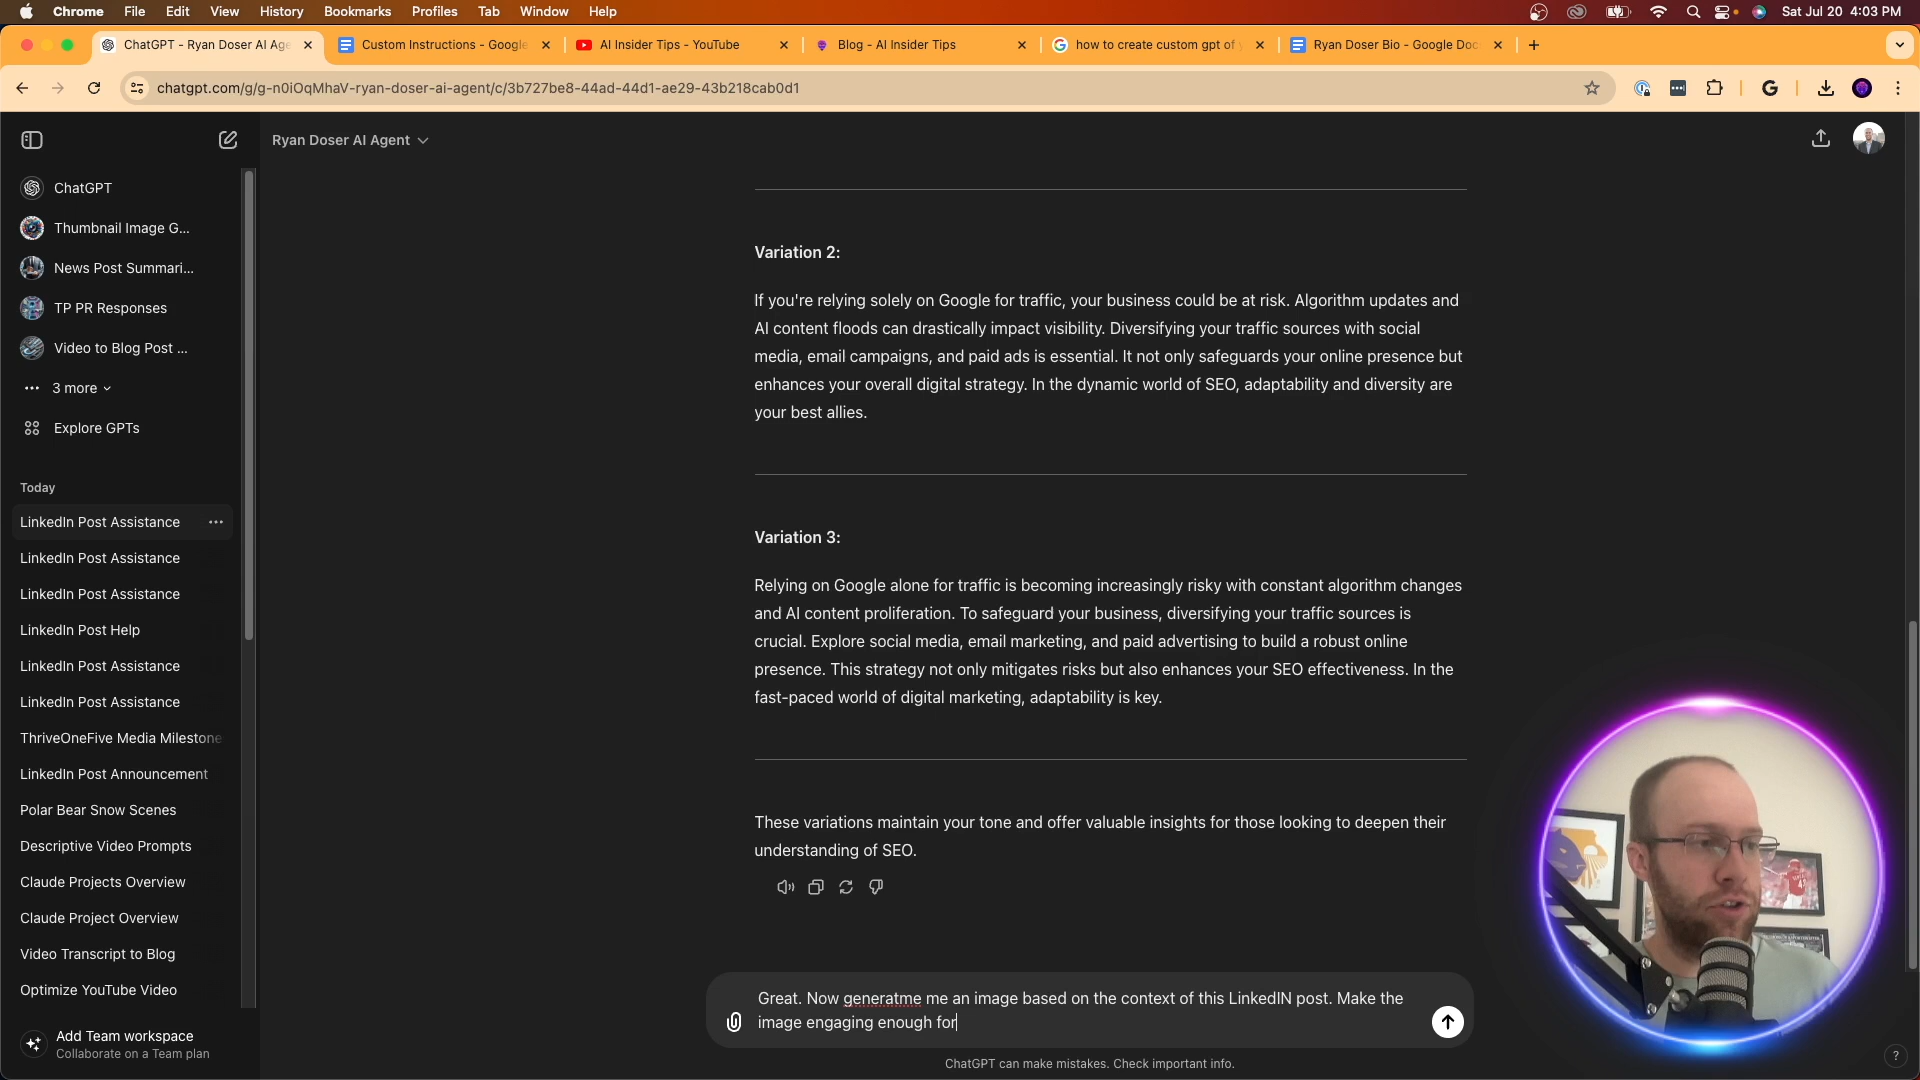 Chrome File Edit View History Bookmarks Profiles Tab Window Help Sat Jul 20 4:03 PM
ChatGPT - Ryan Doser AI Age
Custom Instructions - Google
AI Insider Tips - YouTube
Blog - AI Insider Tips
how to create custom gpt of
Ryan Doser Bio - Google Doc
chatgpt.com/g/g-n0iOqMhaV-ryan-doser-ai-agent/c/3b727be8-44ad-44d1-ae29-43b218cab0d1
Ryan Doser AI Agent
ChatGPT
Thumbnail Image G...
News Post Summari...
TP PR Responses
Video to Blog Post ...
3 more
Explore GPTs
Today
LinkedIn Post Assistance
LinkedIn Post Assistance
LinkedIn Post Assistance
LinkedIn Post Help
LinkedIn Post Assistance
LinkedIn Post Assistance
ThriveOneFive Media Milestone
LinkedIn Post Announcement
Polar Bear Snow Scenes
Descriptive Video Prompts
Claude Projects Overview
Claude Project Overview
Video Transcript to Blog
Optimize YouTube Video
Add Team workspace
Collaborate on a Team plan
Variation 2:
If you're relying solely on Google for traffic, your business could be at risk. Algorithm updates and
AI content floods can drastically impact visibility. Diversifying your traffic sources with social
media, email campaigns, and paid ads is essential. It not only safeguards your online presence but
enhances your overall digital strategy. In the dynamic world of SEO, adaptability and diversity are
your best allies.
Variation 3:
Relying on Google alone for traffic is becoming increasingly risky with constant algorithm changes
and AI content proliferation. To safeguard your business, diversifying your traffic sources is
crucial. Explore social media, email marketing, and paid advertising to build a robust online
presence. This strategy not only mitigates risks but also enhances your SEO effectiveness. In the
fast-paced world of digital marketing, adaptability is key.
These variations maintain your tone and offer valuable insights for those looking to deepen their
understanding of SEO.
Great. Now generatme me an image based on the context of this LinkedIN post. Make the
image engaging enough for
ChatGPT can make mistakes. Check important info.
?